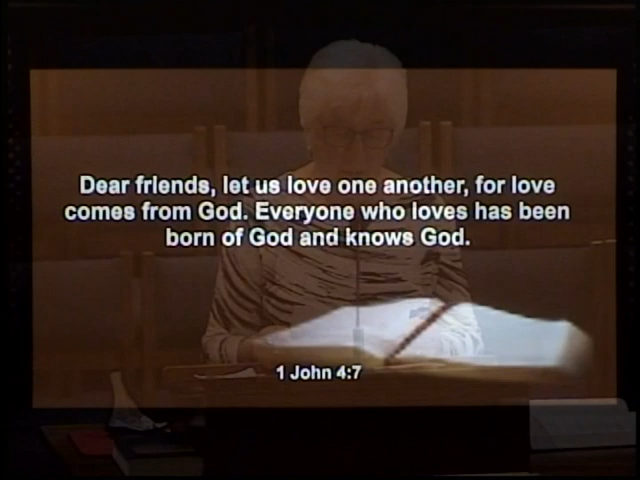 Dear friends, let us love one another, for love
comes from God. Everyone who loves has been
born of God and knows God.
1 John 4:7